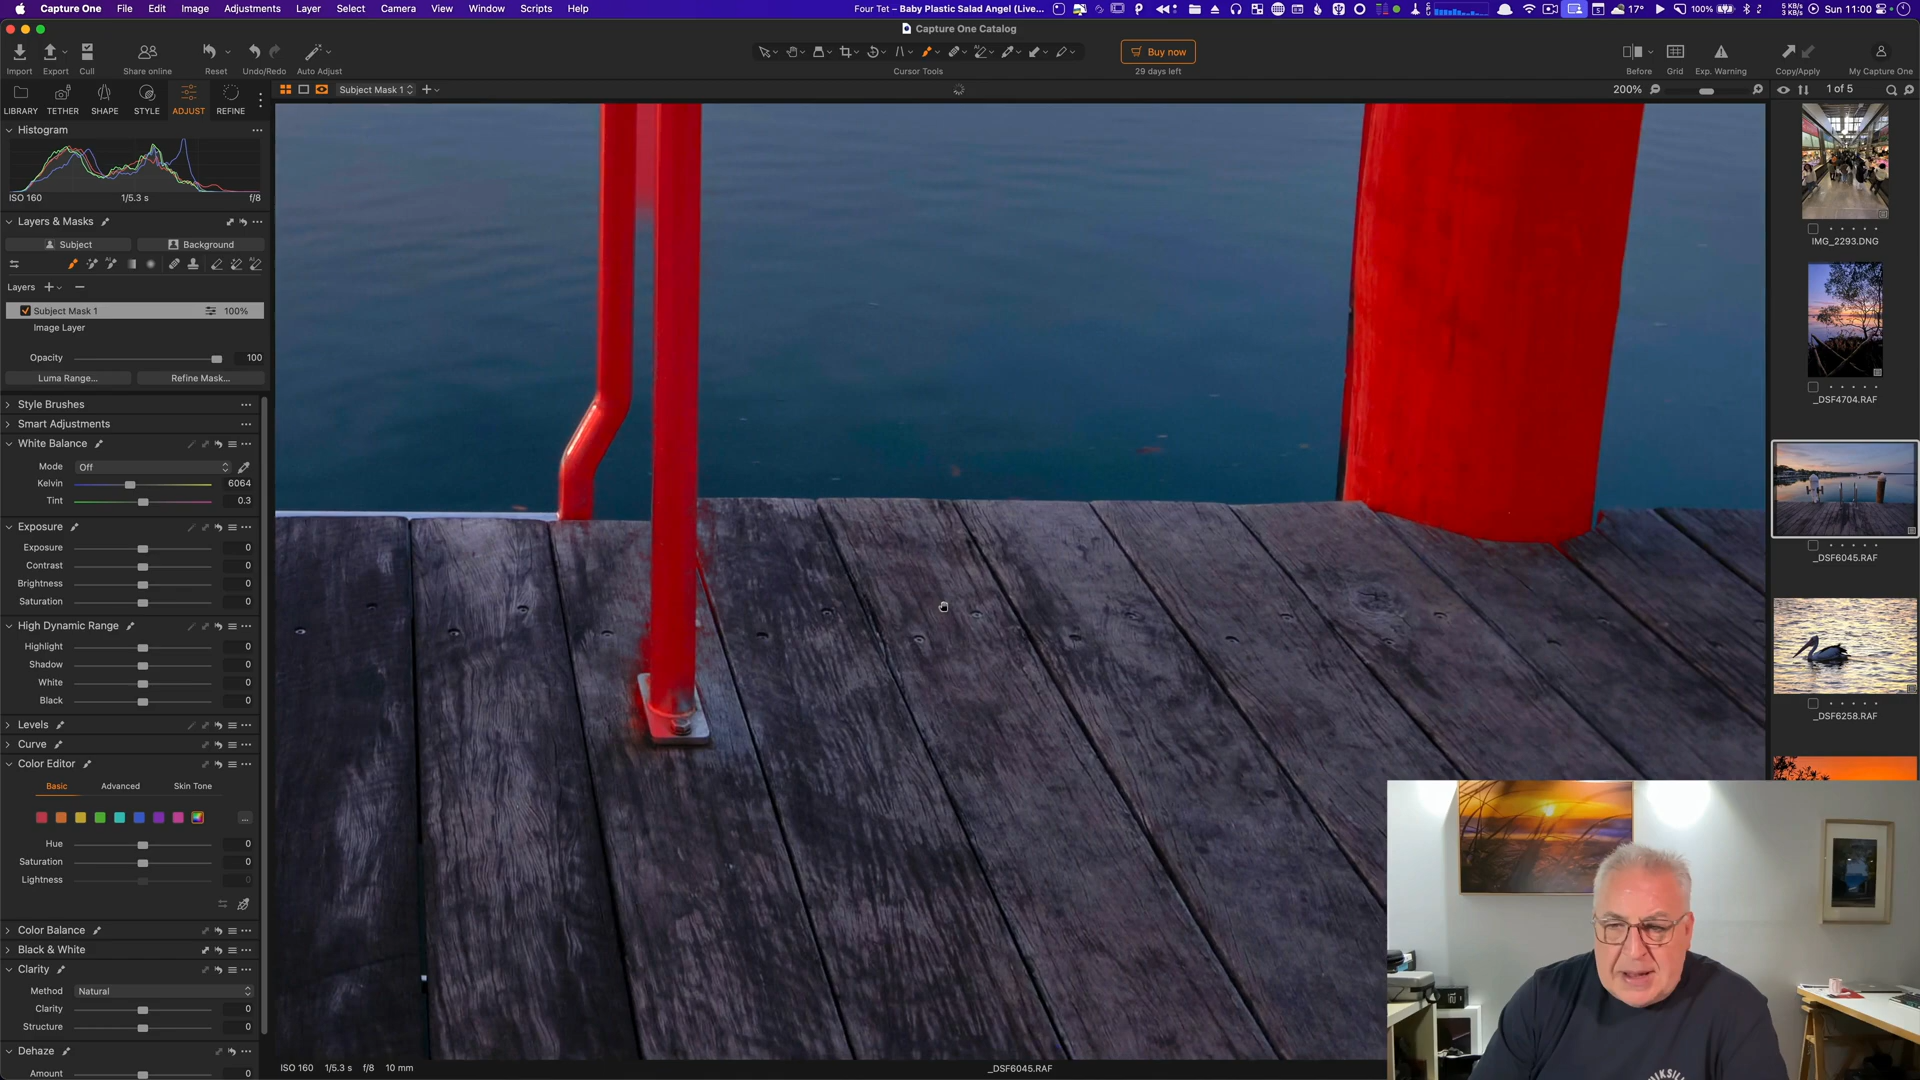 Capture One File Edit Image Adjustments Layer Select Camera View Window Scripts Help Four Tet – Baby Plastic Salad Angel (Live... 17° 100% 5 KB/s 3 KB/s Sun 11:00
Capture One Catalog
Import Export Cull Share online Reset Undo/Redo Auto Adjust Cursor Tools Buy now 29 days left Before Grid Exp. Warning Copy/Apply My Capture One
LIBRARY TETHER SHAPE STYLE ADJUST REFINE
Subject Mask 1 200% 1 of 5
Histogram
ISO 160 1/5.3 s f/8
Layers & Masks
Subject Background
Layers
Subject Mask 1 100%
Image Layer
Opacity 100
Luma Range... Refine Mask...
Style Brushes
Smart Adjustments
White Balance
Mode Off
Kelvin 6064
Tint 0.3
Exposure
Exposure 0
Contrast 0
Brightness 0
Saturation 0
High Dynamic Range
Highlight 0
Shadow 0
White 0
Black 0
Levels
Curve
Color Editor
Basic Advanced Skin Tone
Hue 0
Saturation 0
Lightness 0
Color Balance
Black & White
Clarity
Method Natural
Clarity 0
Structure 0
Dehaze
Amount 0
ISO 160 1/5.3 s f/8 10 mm _DSF6045.RAF
IMG_2293.DNG
_DSF4704.RAF
_DSF6045.RAF
_DSF6258.RAF